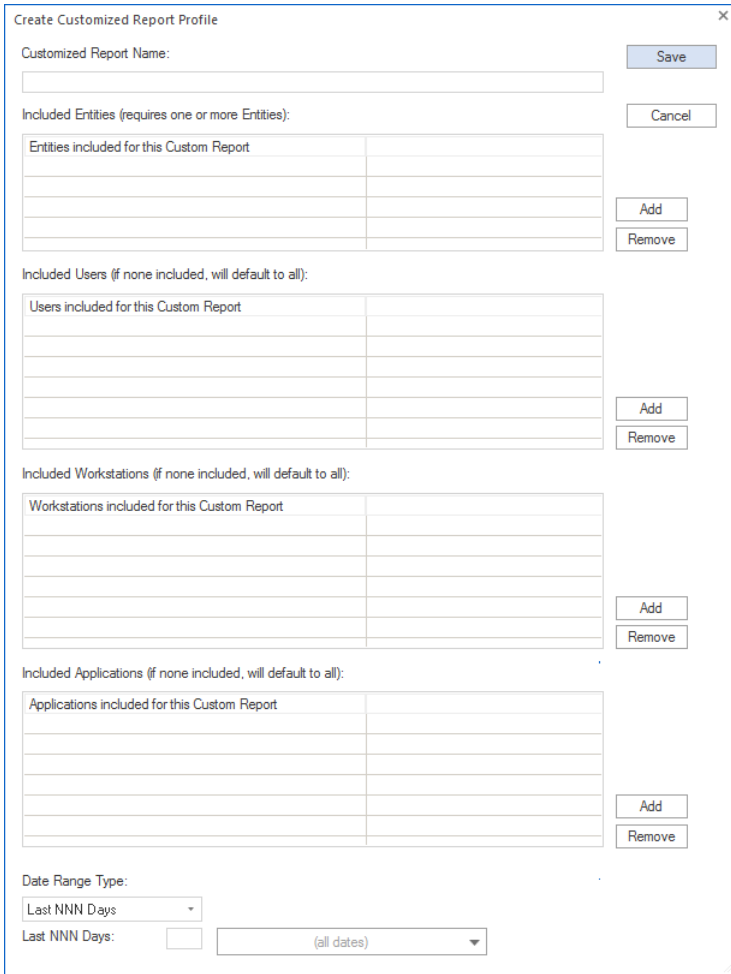 Create Customized Report Profile
Customized Report Name:
Save
Included Entities (requires one or more Entities):
Cancel
Entities included for this Custom Report
Add
Remove
Included Users (if none included, will default to all):
Users included for this Custom Report
Add
Remove
Included Workstations (if none included, will default to all):
Workstations included for this Custom Report
Add
Remove
Included Applications (if none included, will default to all):
Applications included for this Custom Report
Add
Remove
Date Range Type:
Last NNN Days
Last NNN Days:
(all dates)